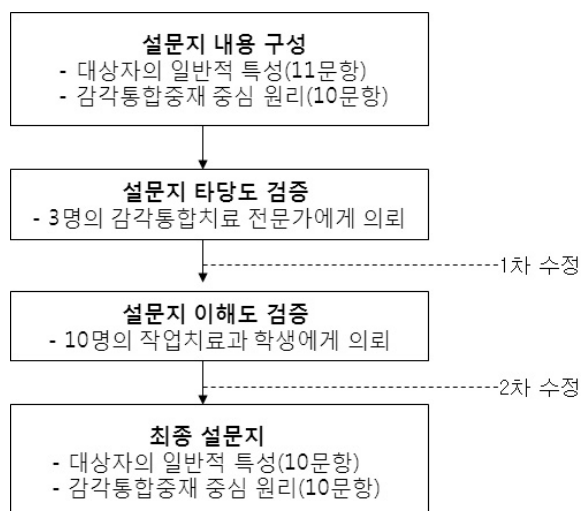 설문지 내용 구성
- 대상자의 일반적 특성(11문항)
- 감각통합중재 중심 원리(10문항)
설문지 타당도 검증
- 3명의 감각통합치료 전문가에게 의뢰
1차 수정
설문지 이해도 검증
- 10명의 작업치료과 학생에게 의뢰
2차 수정
최종 설문지
- 대상자의 일반적 특성(10문항)
- 감각통합중재 중심 원리(10문항)